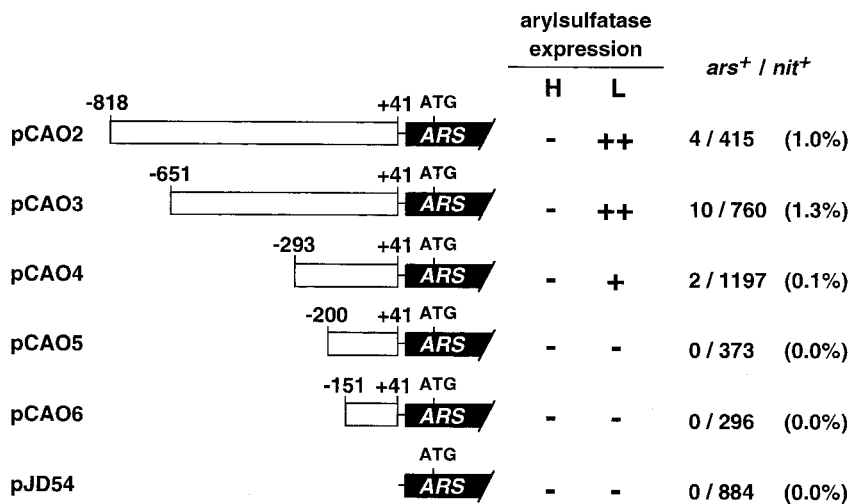 arylsulfatase
expression
ars+ / nit+
H L
-818 +41 ATG
pCAO2 ARS - ++ 4 / 415 (1.0%)
-651 +41 ATG
pCAO3 ARS - ++ 10 / 760 (1.3%)
-293 +41 ATG
pCAO4 ARS - + 2 / 1197 (0.1%)
-200 +41 ATG
pCAO5 ARS - - 0 / 373 (0.0%)
-151 +41 ATG
pCAO6 ARS - - 0 / 296 (0.0%)
ATG
pJD54 ARS - - 0 / 884 (0.0%)